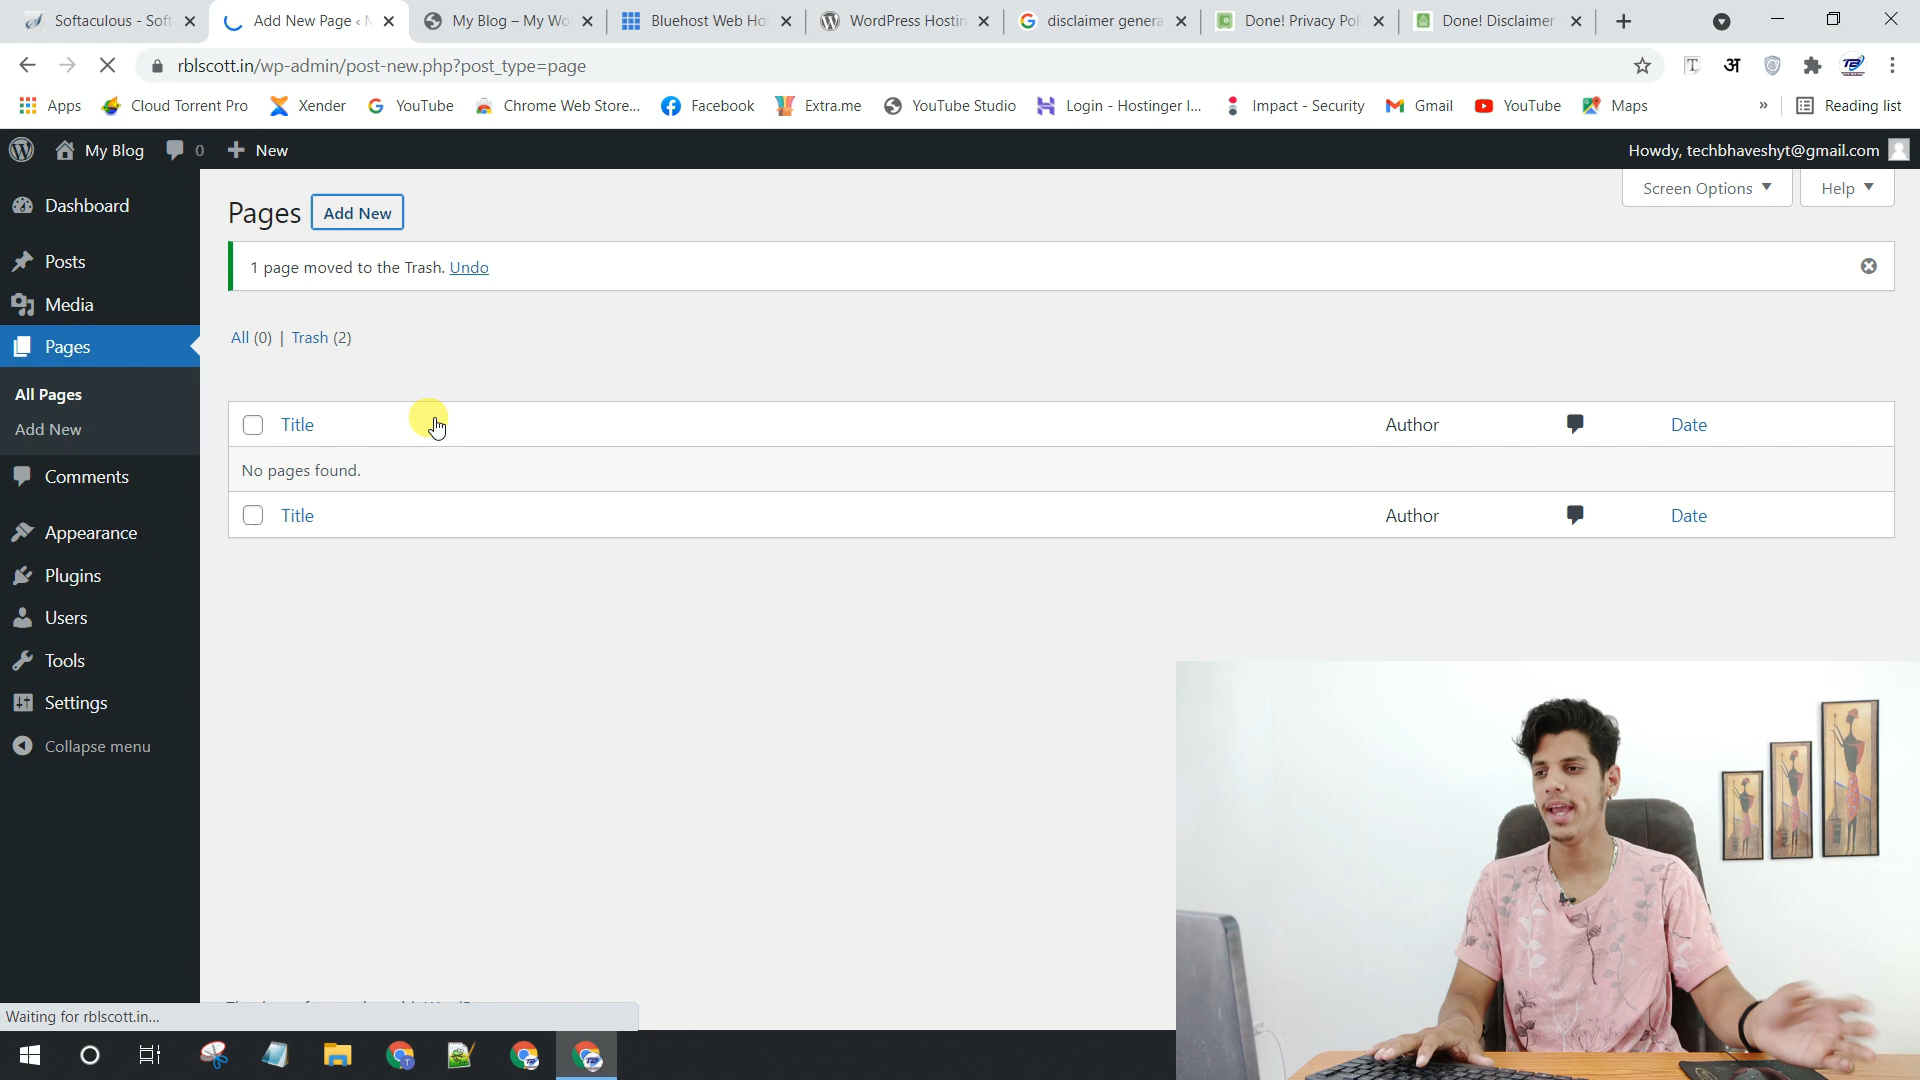 Softaculous - Soft
Add New Page ‹
My Blog – My Wo
Bluehost Web Ho
WordPress Hostin
disclaimer genera
Done! Privacy Pol
Done! Disclaimer
rblscott.in/wp-admin/post-new.php?post_type=page
अ
Apps
Cloud Torrent Pro
Xender
YouTube
Chrome Web Store...
Facebook
Extra.me
YouTube Studio
Login - Hostinger I...
Impact - Security
Gmail
YouTube
Maps
»
Reading list
My Blog
0
+ New
Howdy, techbhaveshyt@gmail.com
Dashboard
Posts
Media
Pages
All Pages
Add New
Comments
Appearance
Plugins
Users
Tools
Settings
Collapse menu
Screen Options
Help
Pages
Add New
1 page moved to the Trash. Undo
All (0) | Trash (2)
Title Author Date
No pages found.
Title Author Date
Waiting for rblscott.in...